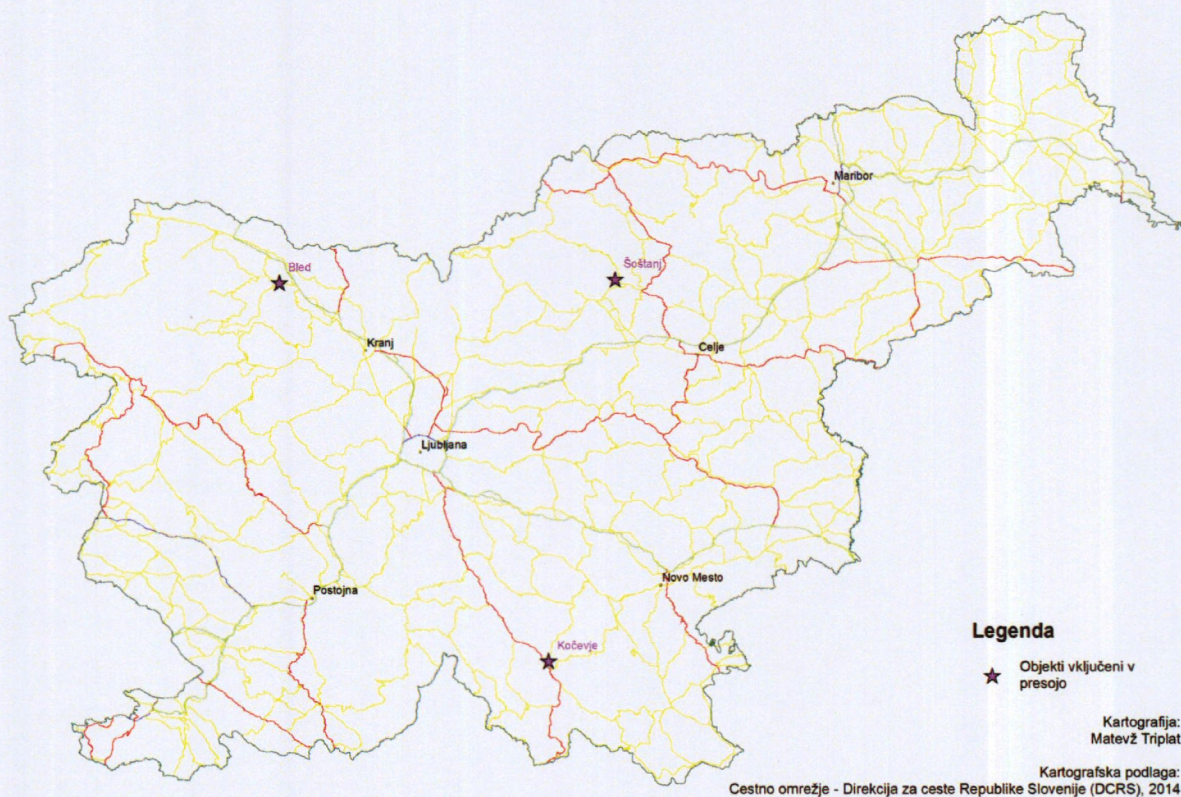 Maribor
Bled
Šoštanj
Kranj
Celje
Ljubljana
Postojna
Novo Mesto
Kočevje
Legenda
Objekti vključeni v
presojo
Kartografija:
Matevž Triplat
Kartografska podlaga:
Cestno omrežje - Direkcija za ceste Republike Slovenije (DCRS), 2014